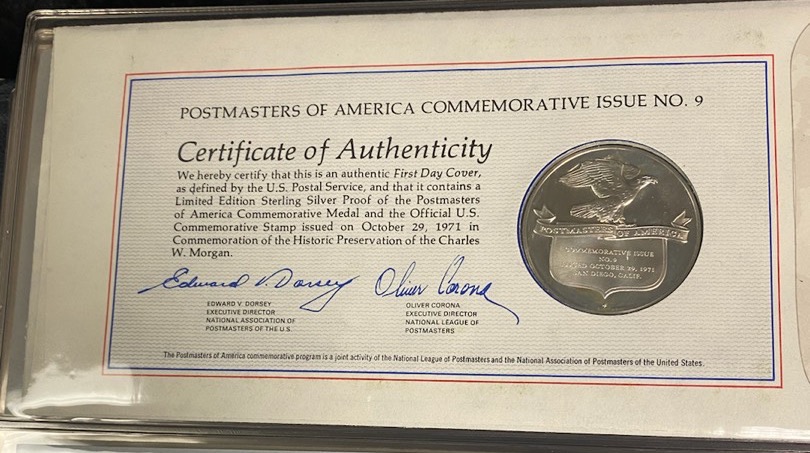 POSTMASTERS OF AMERICA COMMEMORATIVE ISSUE NO. 9
Certificate of Authenticity
We hereby certify that this is an authentic First Day Cover,
as defined by the U.S. Postal Service, and that it contains a
Limited Edition Sterling Silver Proof of the Postmasters
of America Commemorative Medal and the Official U.S.
Commemorative Stamp issued on October 29, 1971 in
Commemoration of the Historic Preservation of the Charles
W. Morgan.
Edward V. Dorsey
Oliver Corona
EDWARD V. DORSEY
EXECUTIVE DIRECTOR
NATIONAL ASSOCIATION OF
POSTMASTERS OF THE U.S.
OLIVER CORONA
EXECUTIVE DIRECTOR
NATIONAL LEAGUE OF
POSTMASTERS
POSTMASTERS OF AMERICA
COMMEMORATIVE ISSUE
NO. 9
OCTOBER 29, 1971
SAN DIEGO, CALIF.
The Postmasters of America commemorative program is a joint activity of the National League of Postmasters and the National Association of Postmasters of the United States.